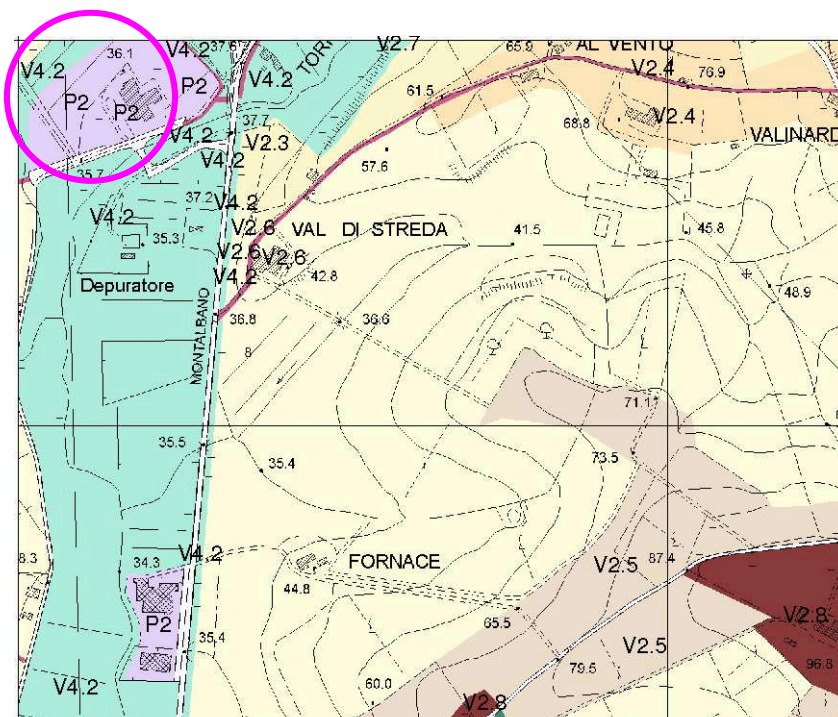 36.1
V4.2
37.6
V2.7
65.9
AL VENTO
V4.2
V4.2
TORR
V2.4
76.9
P2
P2
P2
61.5
V2.4
68.8
37.7
V4.2
V2.3
VALINARD
V4.2
57.6
35.7
37.2
V4.2
V4.2
V2.6
VAL DI STREDA
45.8
35.3
41.5
V2.6
V2.6
V4.2
42.8
Depuratore
48.9
MONTALBANO
36.8
36.6
8
71.1
35.5
35.4
73.5
V4.2
8.3
34.3
FORNACE
V2.5
87.4
44.8
P2
65.5
V2.8
35.4
V2.5
79.5
96.8
V4.2
60.0
V2.8